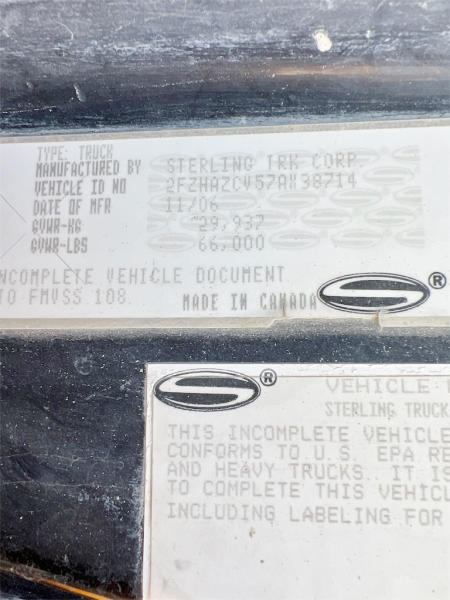 TYPE: TRUCK
MANUFACTURED BY STERLING TRK CORP.
VEHICLE ID NO 2FZHAZCV57AX38714
DATE OF MFR 11/06
GVWR-KG 29,937
GVWR-LBS 66,000
INCOMPLETE VEHICLE DOCUMENT
TO FMVSS 108.
MADE IN CANADA ®
®
VEHICLE
STERLING TRUCK
THIS INCOMPLETE VEHICLE
CONFORMS TO U.S. EPA RE
AND HEAVY TRUCKS. IT IS
TO COMPLETE THIS VEHICL
INCLUDING LABELING FOR